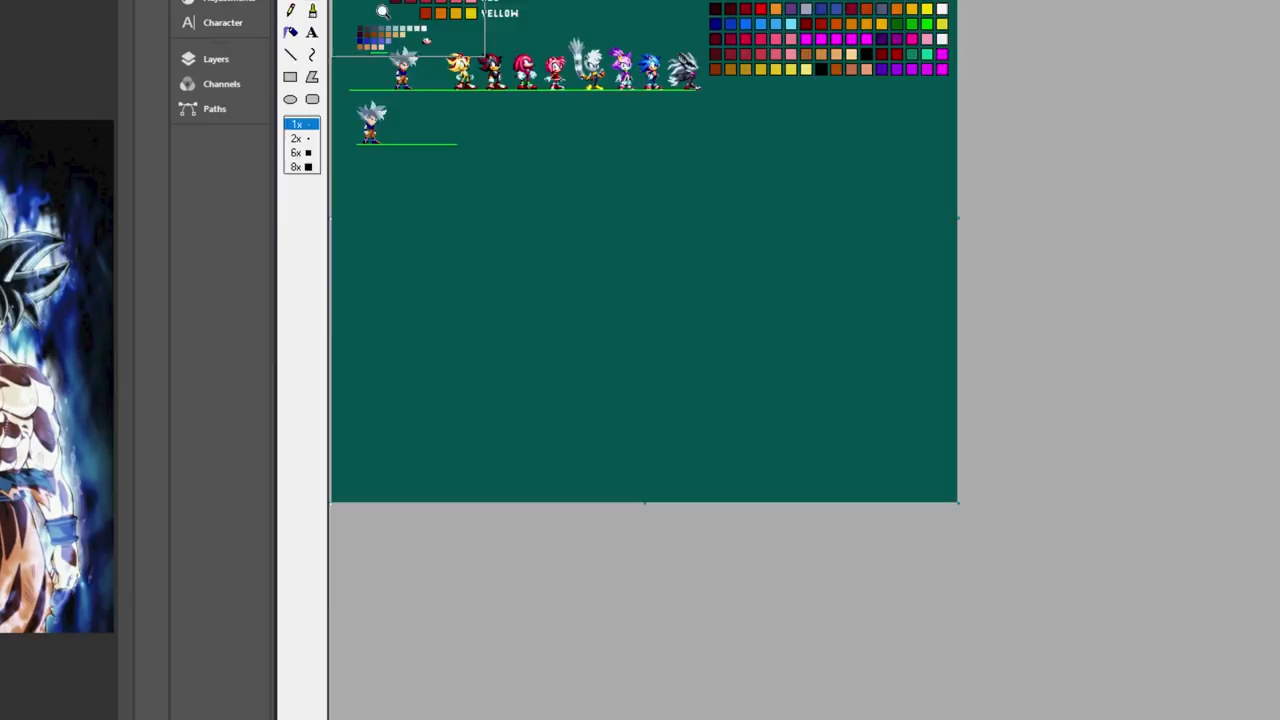 YELLOW
Character
Layers
Channels
Paths
A
1x
2x
6x
8x